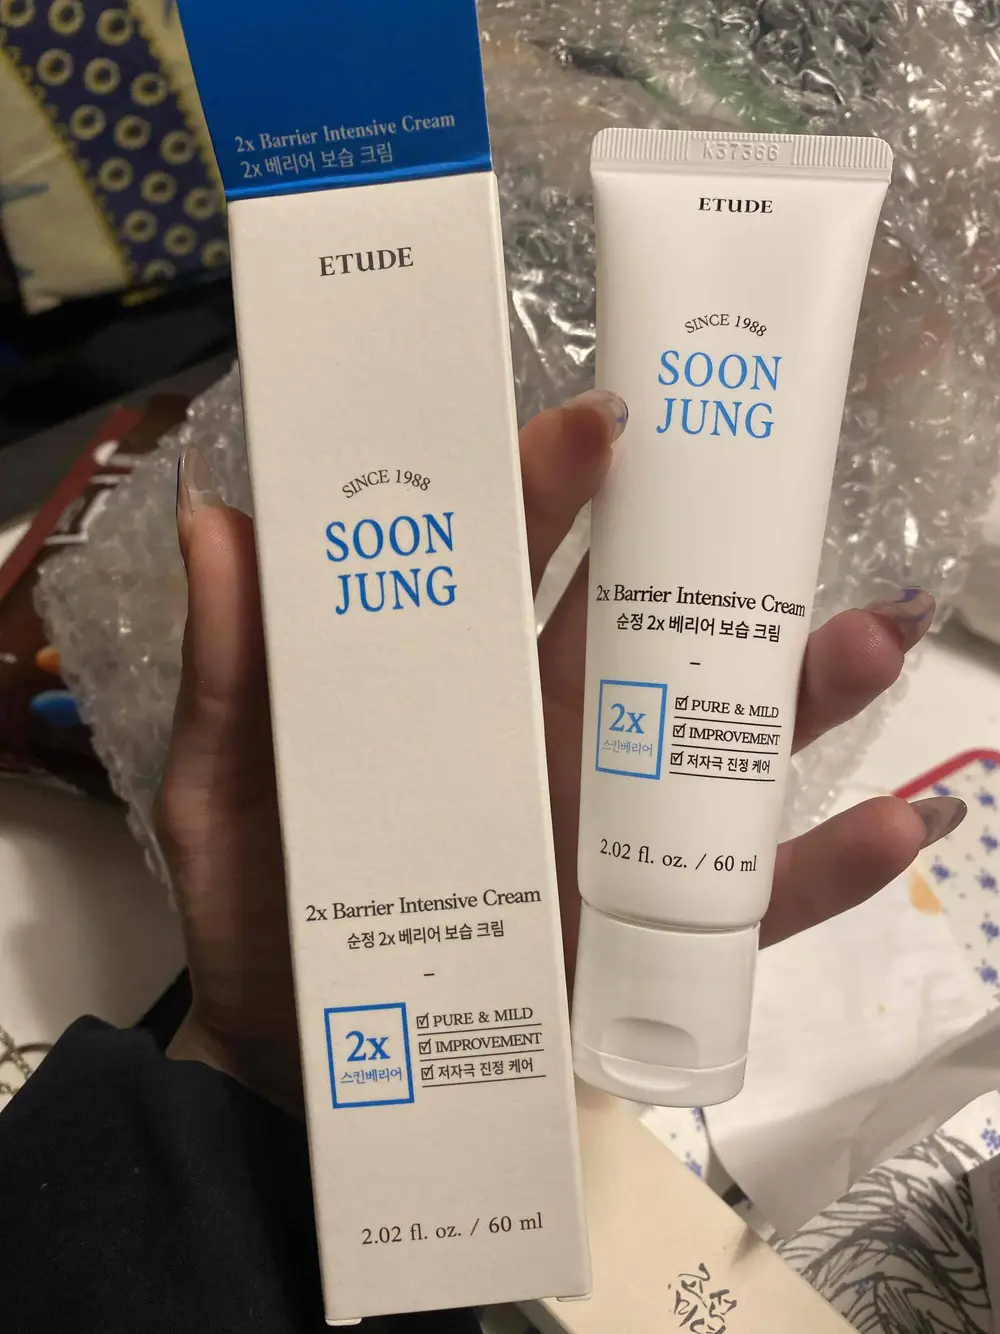 2x Barrier Intensive Cream
2x 베리어 보습 크림
ETUDE
SINCE 1988
SOON
JUNG
2x Barrier Intensive Cream
순정 2x 베리어 보습 크림
2x
스킨베리어
PURE & MILD
IMPROVEMENT
저자극 진정 케어
2.02 fl. oz. / 60 ml
K37366
ETUDE
SINCE 1988
SOON
JUNG
2x Barrier Intensive Cream
순정 2x 베리어 보습 크림
2x
스킨베리어
PURE & MILD
IMPROVEMENT
저자극 진정 케어
2.02 fl. oz. / 60 ml